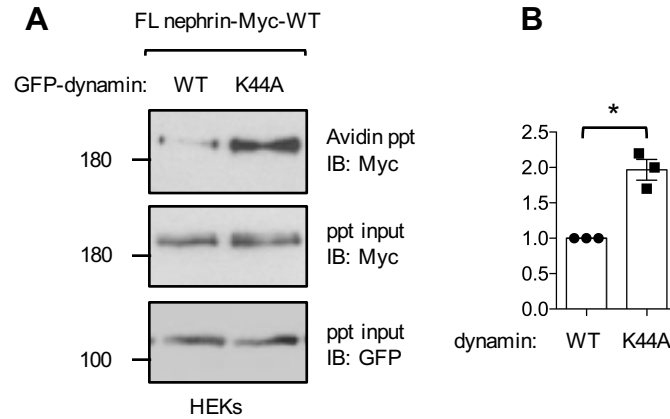 A
FL nephrin-Myc-WT
GFP-dynamin: WT K44A
180
Avidin ppt
IB: Myc
180
ppt input
IB: Myc
100
ppt input
IB: GFP
HEKs
B
*
2.5
2.0
1.5
1.0
0.5
0.0
dynamin: WT K44A